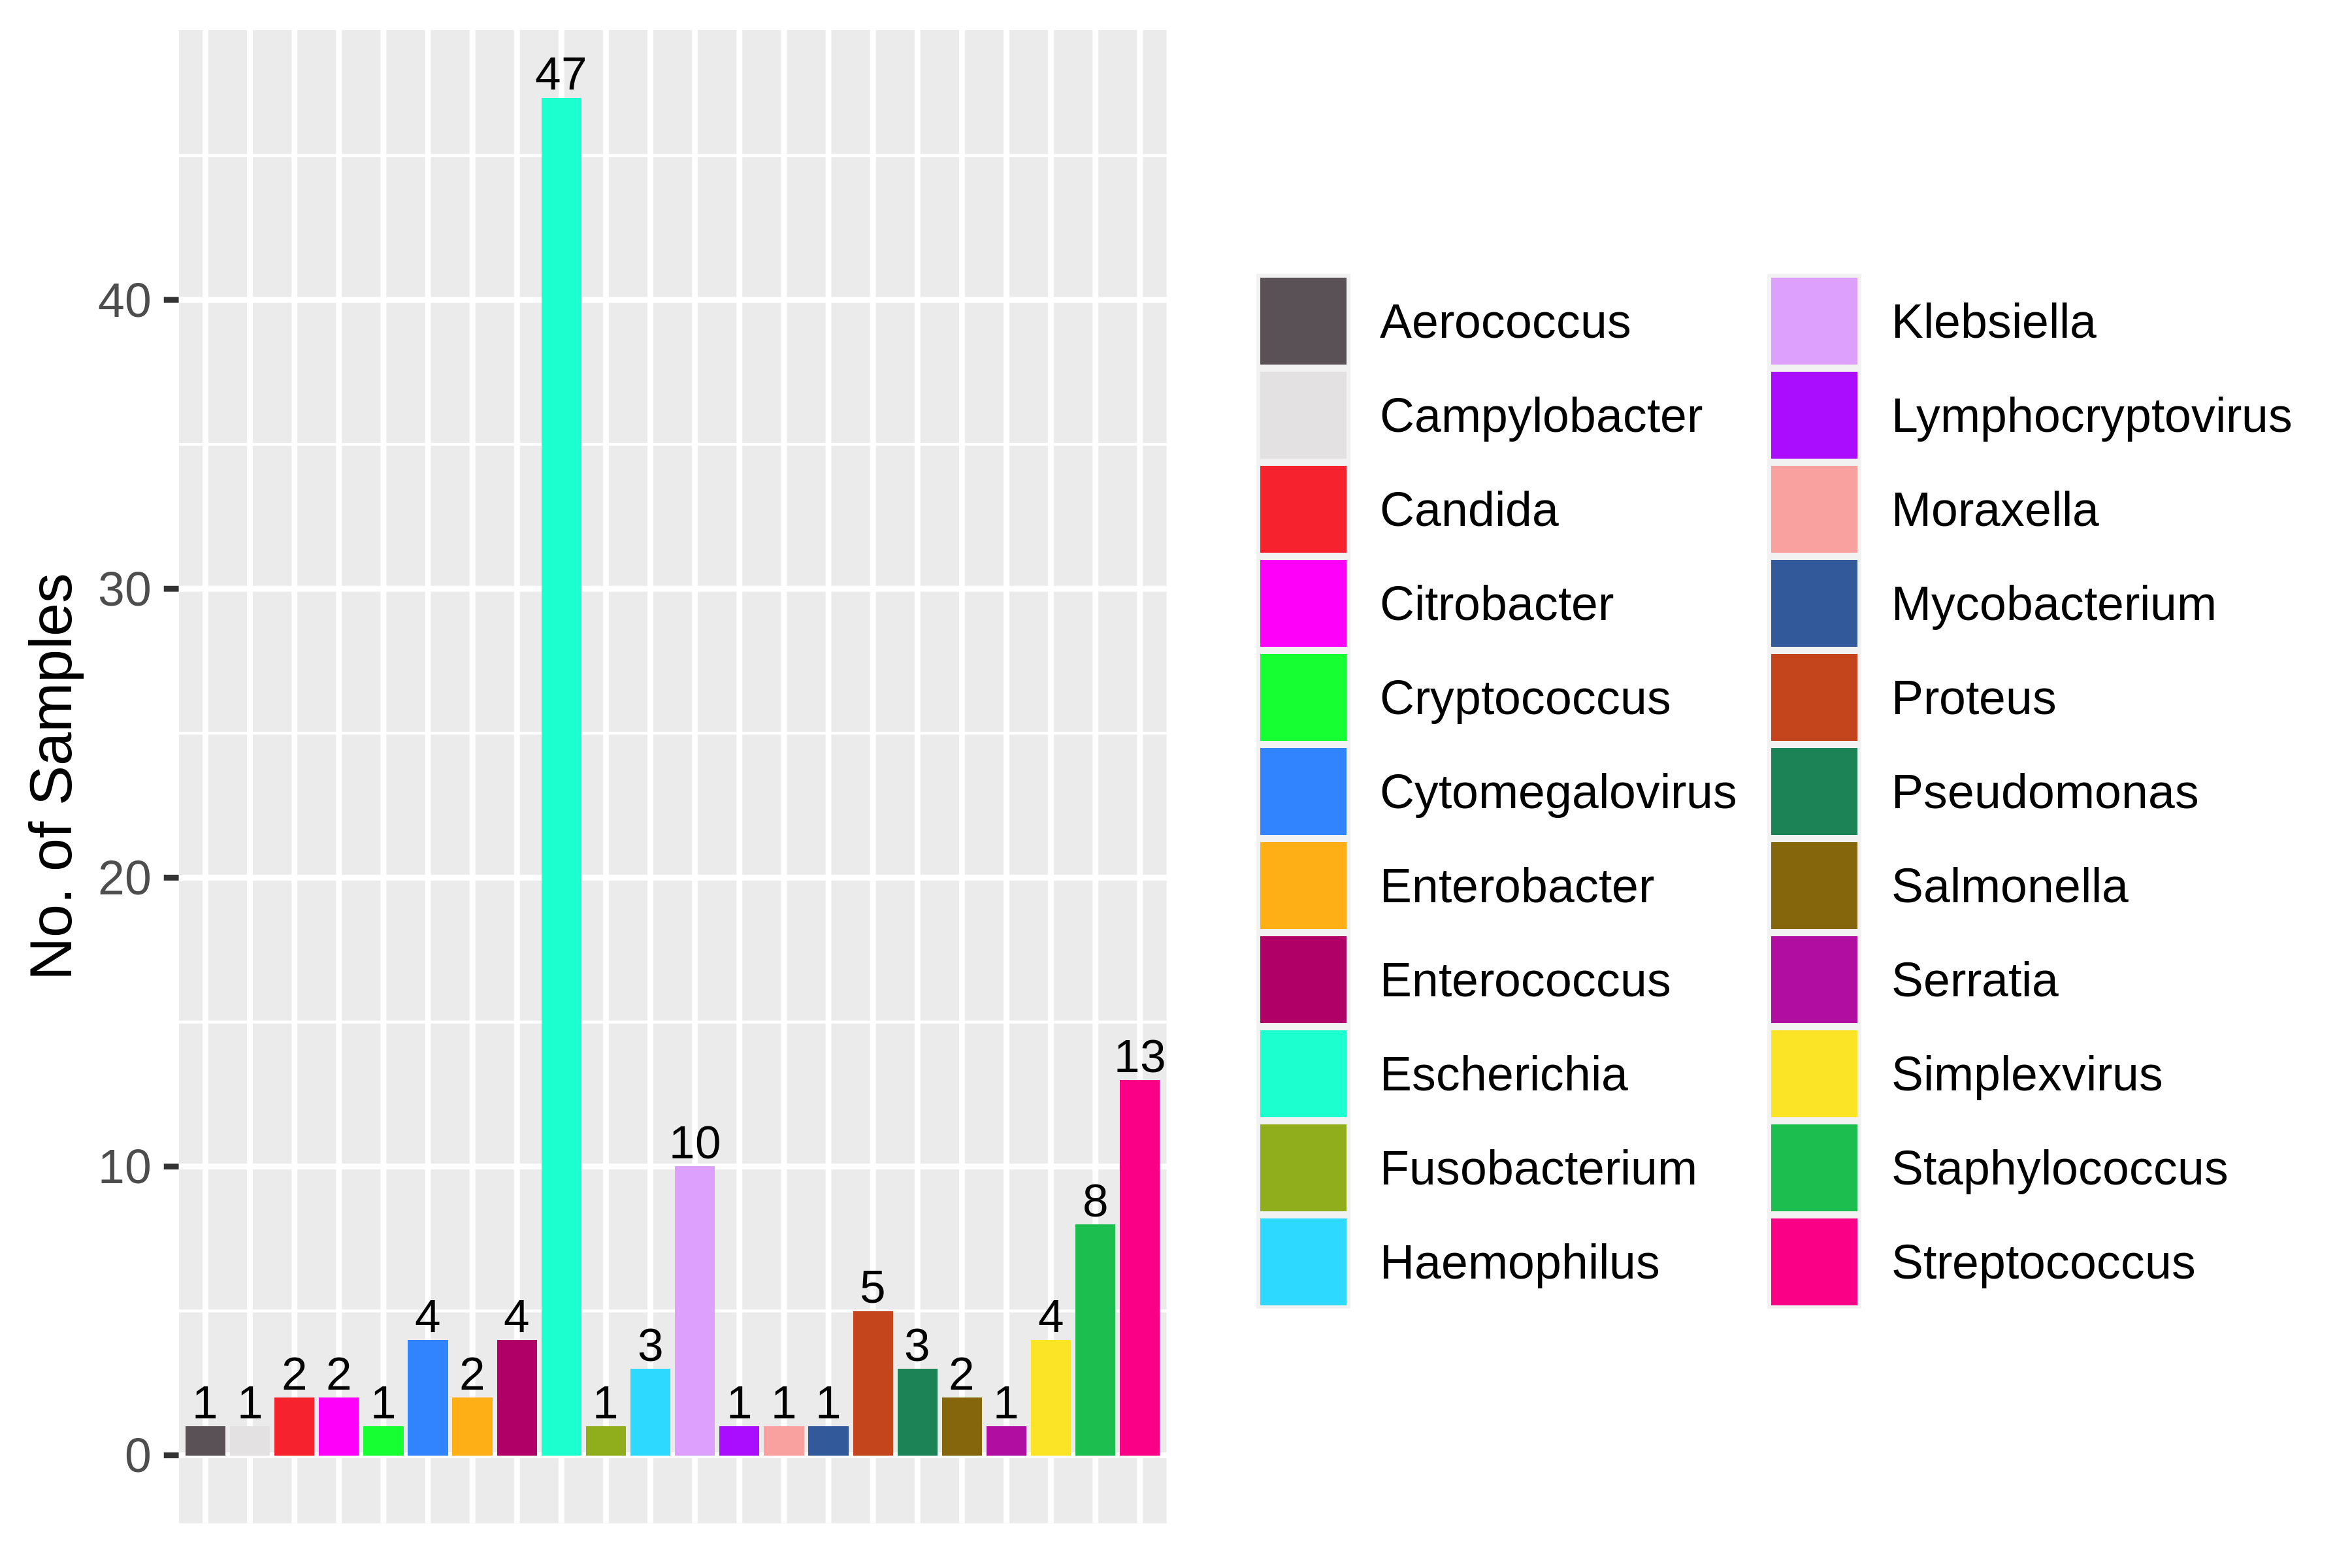 No. of Samples
40
30
20
10
0
1 1 2 2 1 4 2 4 47 1 3 10 1 1 1 5 3 2 1 4 8 13
Aerococcus
Campylobacter
Candida
Citrobacter
Cryptococcus
Cytomegalovirus
Enterobacter
Enterococcus
Escherichia
Fusobacterium
Haemophilus
Klebsiella
Lymphocryptovirus
Moraxella
Mycobacterium
Proteus
Pseudomonas
Salmonella
Serratia
Simplexvirus
Staphylococcus
Streptococcus